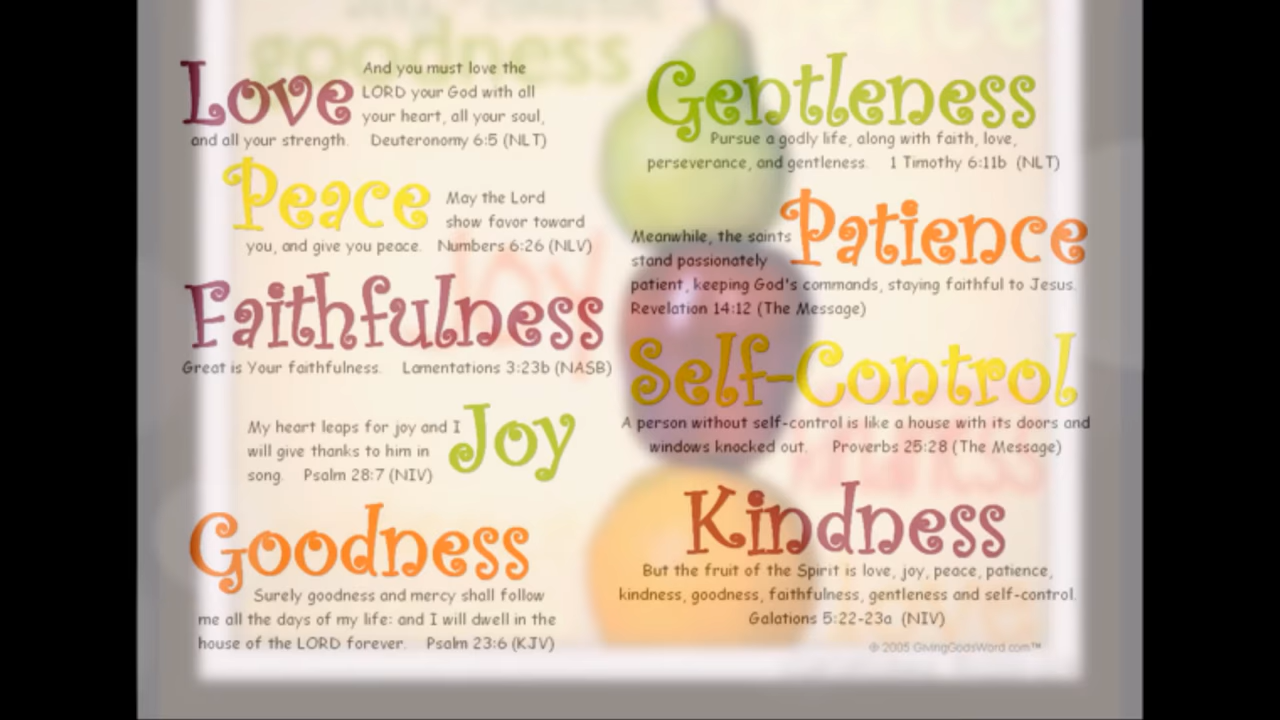 goodness
Love
And you must love the
LORD your God with all
your heart, all your soul,
and all your strength. Deuteronomy 6:5 (NLT)
Peace
May the Lord
show favor toward
you, and give you peace. Numbers 6:26 (NLV)
Faithfulness
Great is Your faithfulness. Lamentations 3:23b (NASB)
My heart leaps for joy and I
will give thanks to him in
song. Psalm 28:7 (NIV)
Joy
Goodness
Surely goodness and mercy shall follow
me all the days of my life: and I will dwell in the
house of the LORD forever. Psalm 23:6 (KJV)
Gentleness
Pursue a godly life, along with faith, love,
perseverance, and gentleness. 1 Timothy 6:11b (NLT)
Patience
Meanwhile, the saints
stand passionately
patient, keeping God's commands, staying faithful to Jesus.
Revelation 14:12 (The Message)
joy
Self-Control
A person without self-control is like a house with its doors and
windows knocked out. Proverbs 25:28 (The Message)
Kindness
But the fruit of the Spirit is love, joy, peace, patience,
kindness, goodness, faithfulness, gentleness and self-control.
Galations 5:22-23a (NIV)
© 2005 GivingGodsWord.com™